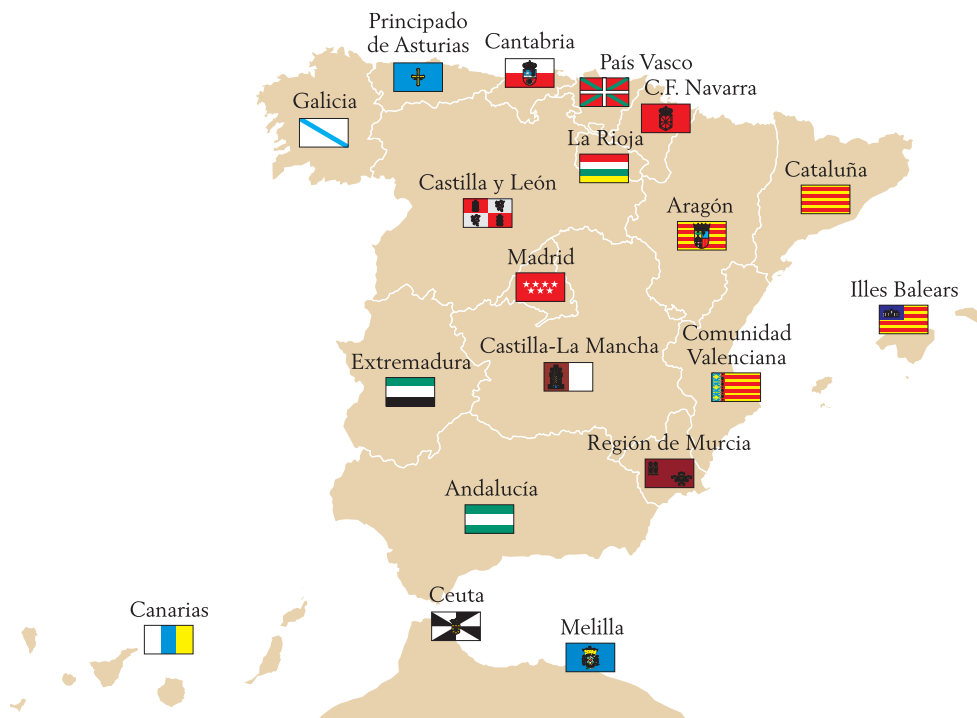 Principado
de Asturias
Cantabria
País Vasco
C.F. Navarra
Galicia
La Rioja
Cataluña
Castilla y León
Aragón
Madrid
Illes Balears
Comunidad
Valenciana
Castilla-La Mancha
Extremadura
Región de Murcia
Andalucía
Ceuta
Canarias
Melilla